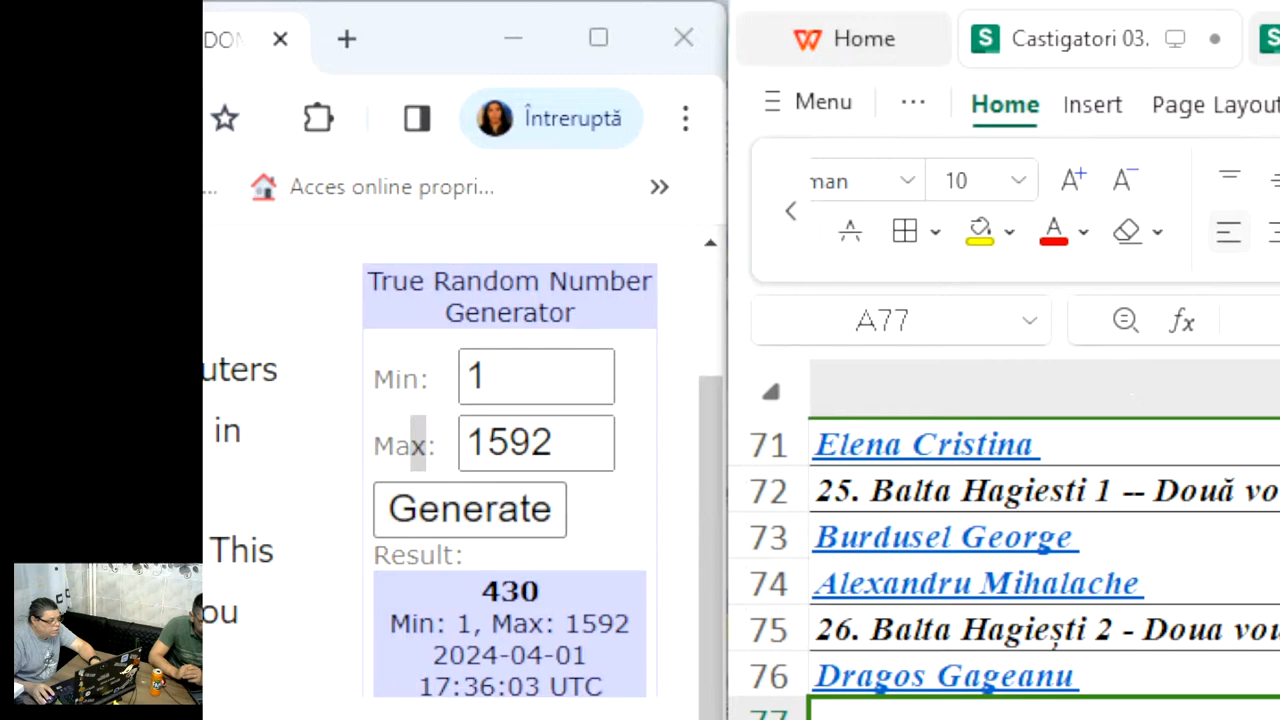 Întreruptă
... Acces online propri...
True Random Number
Generator
uters
Min: 1
in
Max: 1592
Generate
This
Result:
430
ou
Min: 1, Max: 1592
2024-04-01
17:36:03 UTC
Home
Castigatori 03.
Menu
...
Home
Insert
Page Layout
man
10
A77
fx
71 Elena Cristina
72 25. Balta Hagiesti 1 -- Două vo
73 Burdusel George
74 Alexandru Mihalache
75 26. Balta Hagiești 2 - Doua vou
76 Dragos Gageanu
77